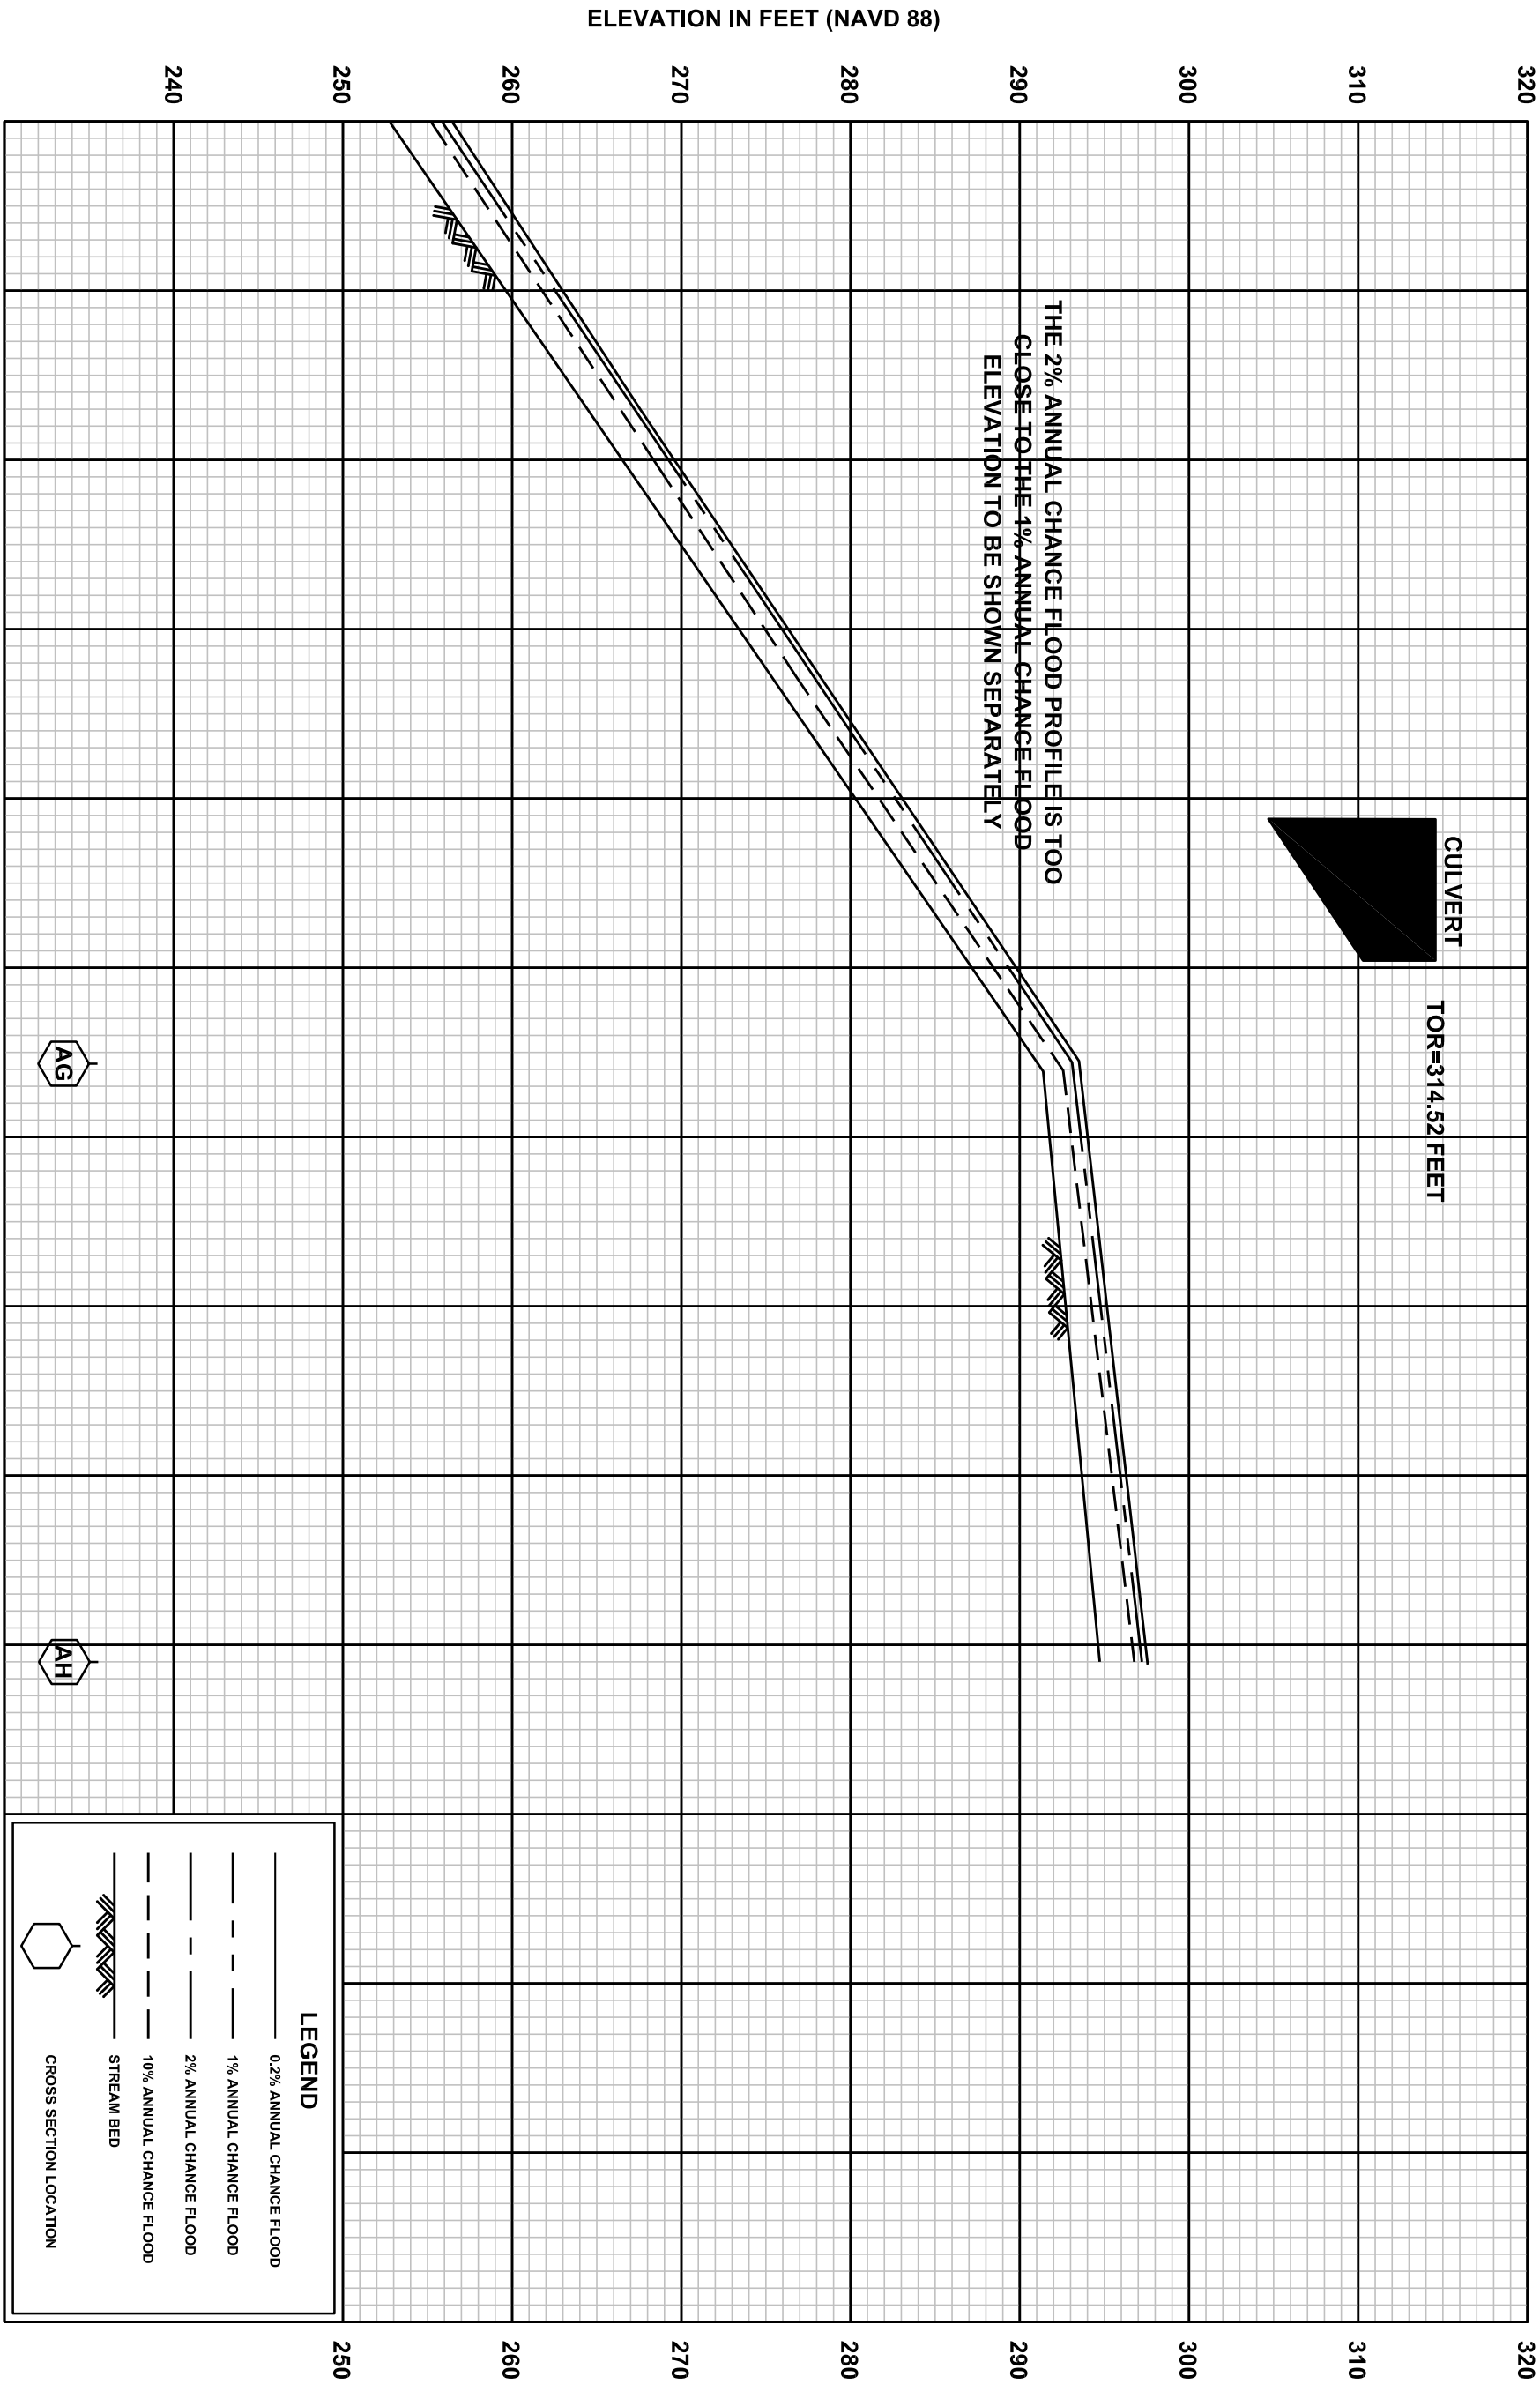 ELEVATION IN FEET (NAVD 88)
320
310
300
290
280
270
260
250
240
CULVERT
TOR=314.52 FEET
THE 2% ANNUAL CHANCE FLOOD PROFILE IS TOO
CLOSE TO THE 1% ANNUAL CHANCE FLOOD
ELEVATION TO BE SHOWN SEPARATELY
AG
AH
320
310
300
290
280
270
260
250
LEGEND
0.2% ANNUAL CHANCE FLOOD
1% ANNUAL CHANCE FLOOD
2% ANNUAL CHANCE FLOOD
10% ANNUAL CHANCE FLOOD
STREAM BED
CROSS SECTION LOCATION